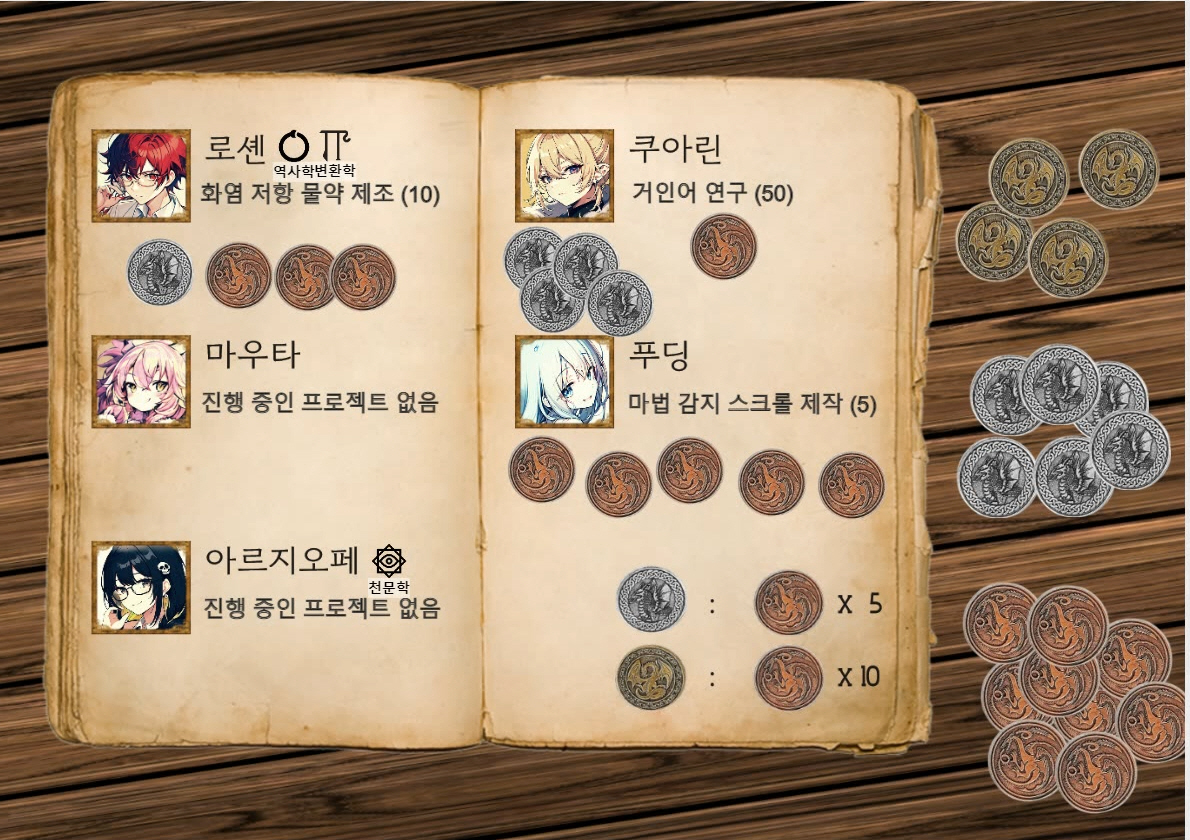 로셴
역사학변환학
화염 저항 물약 제조 (10)
마우타
진행 중인 프로젝트 없음
아르지오페
천문학
진행 중인 프로젝트 없음
쿠아린
거인어 연구 (50)
푸딩
마법 감지 스크롤 제작 (5)
: X 5
: X 10